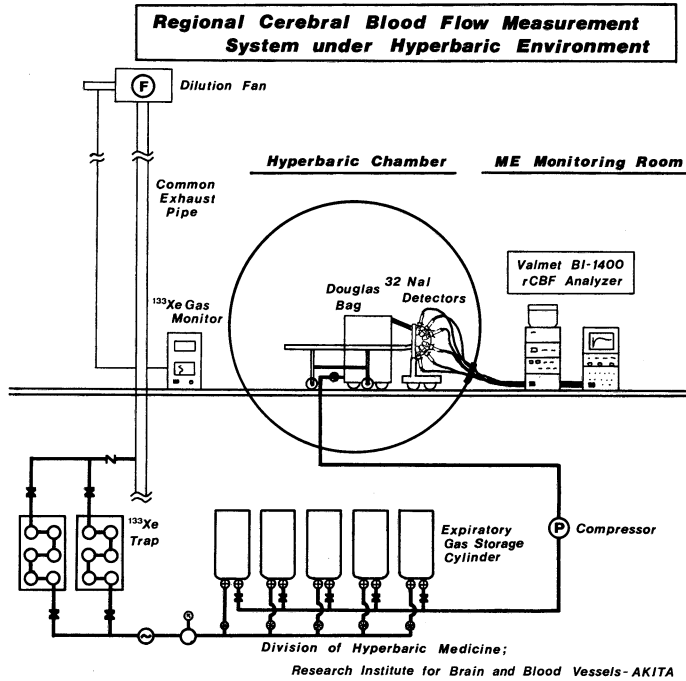 Regional Cerebral Blood Flow Measurement
System under Hyperbaric Environment
F
Dilution Fan
Hyperbaric Chamber
ME Monitoring Room
Common
Exhaust
Pipe
Valmet BI-1400
rCBF Analyzer
Douglas
Bag
32 NaI
Detectors
133Xe Gas
Monitor
133Xe
Trap
Expiratory
Gas Storage
Cylinder
P
Compressor
Division of Hyperbaric Medicine;
Research Institute for Brain and Blood Vessels-AKITA